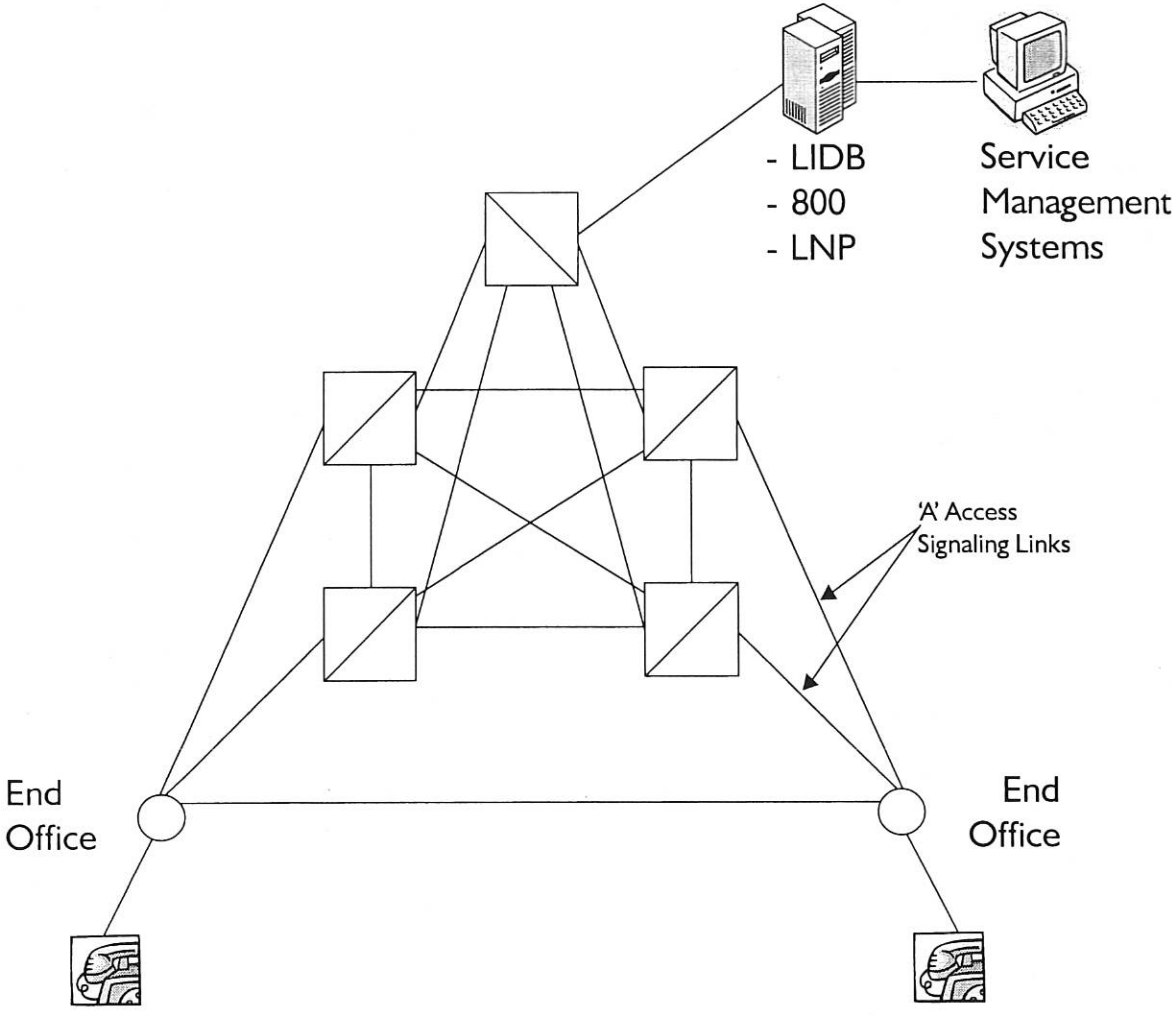 - LIDB
- 800
- LNP
Service
Management
Systems
'A' Access
Signaling Links
End
Office
End
Office